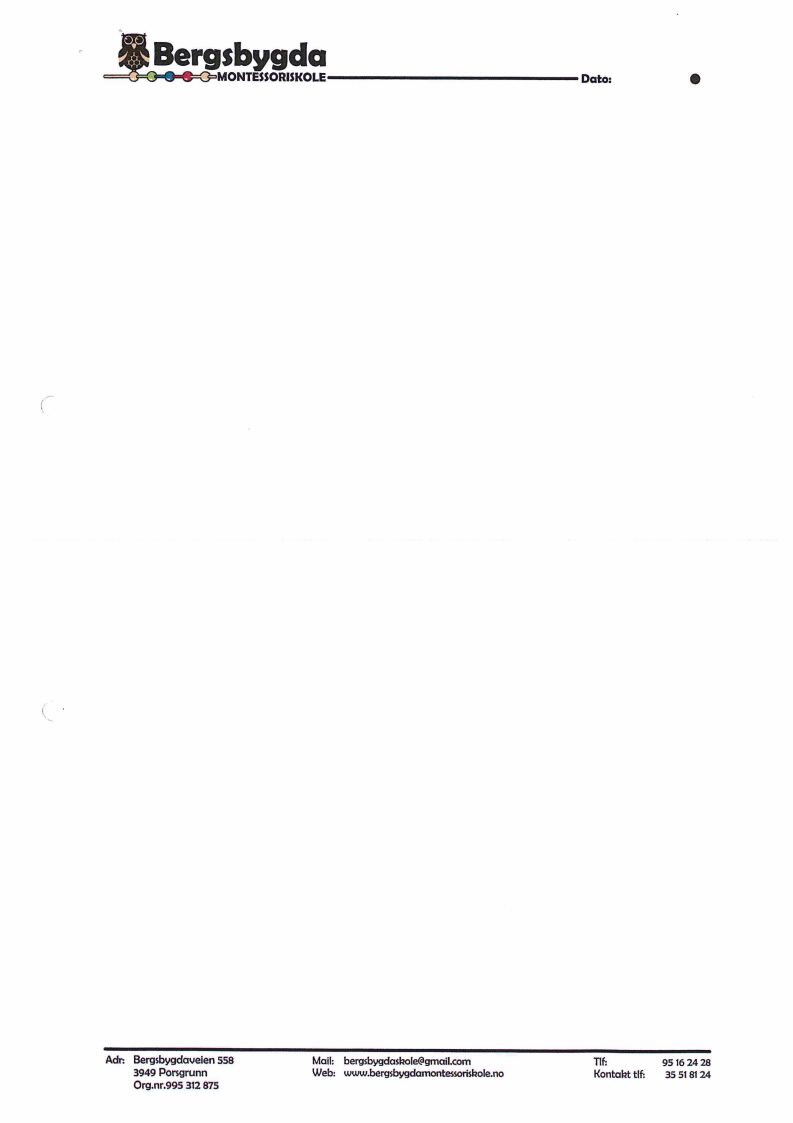 Bergsbygda
MONTESSORISKOLE
Dato:
Adr: Bergsbygdaveien 558 Mail: bergsbygdaskole@gmail.com Tlf: 95 16 24 28
3949 Porsgrunn Web: www.bergsbygdamontessoriskole.no Kontakt tlf: 35 51 81 24
Org.nr.995 312 875